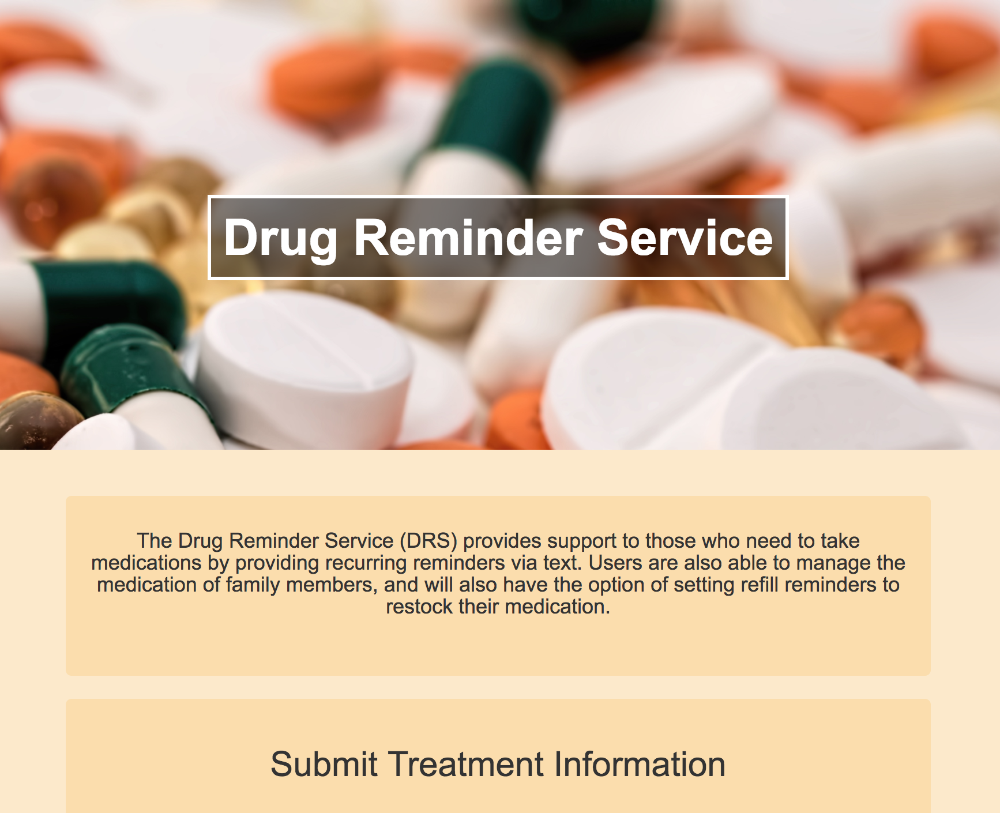 Drug Reminder Service
The Drug Reminder Service (DRS) provides support to those who need to take
medications by providing recurring reminders via text. Users are also able to manage the
medication of family members, and will also have the option of setting refill reminders to
restock their medication.
Submit Treatment Information